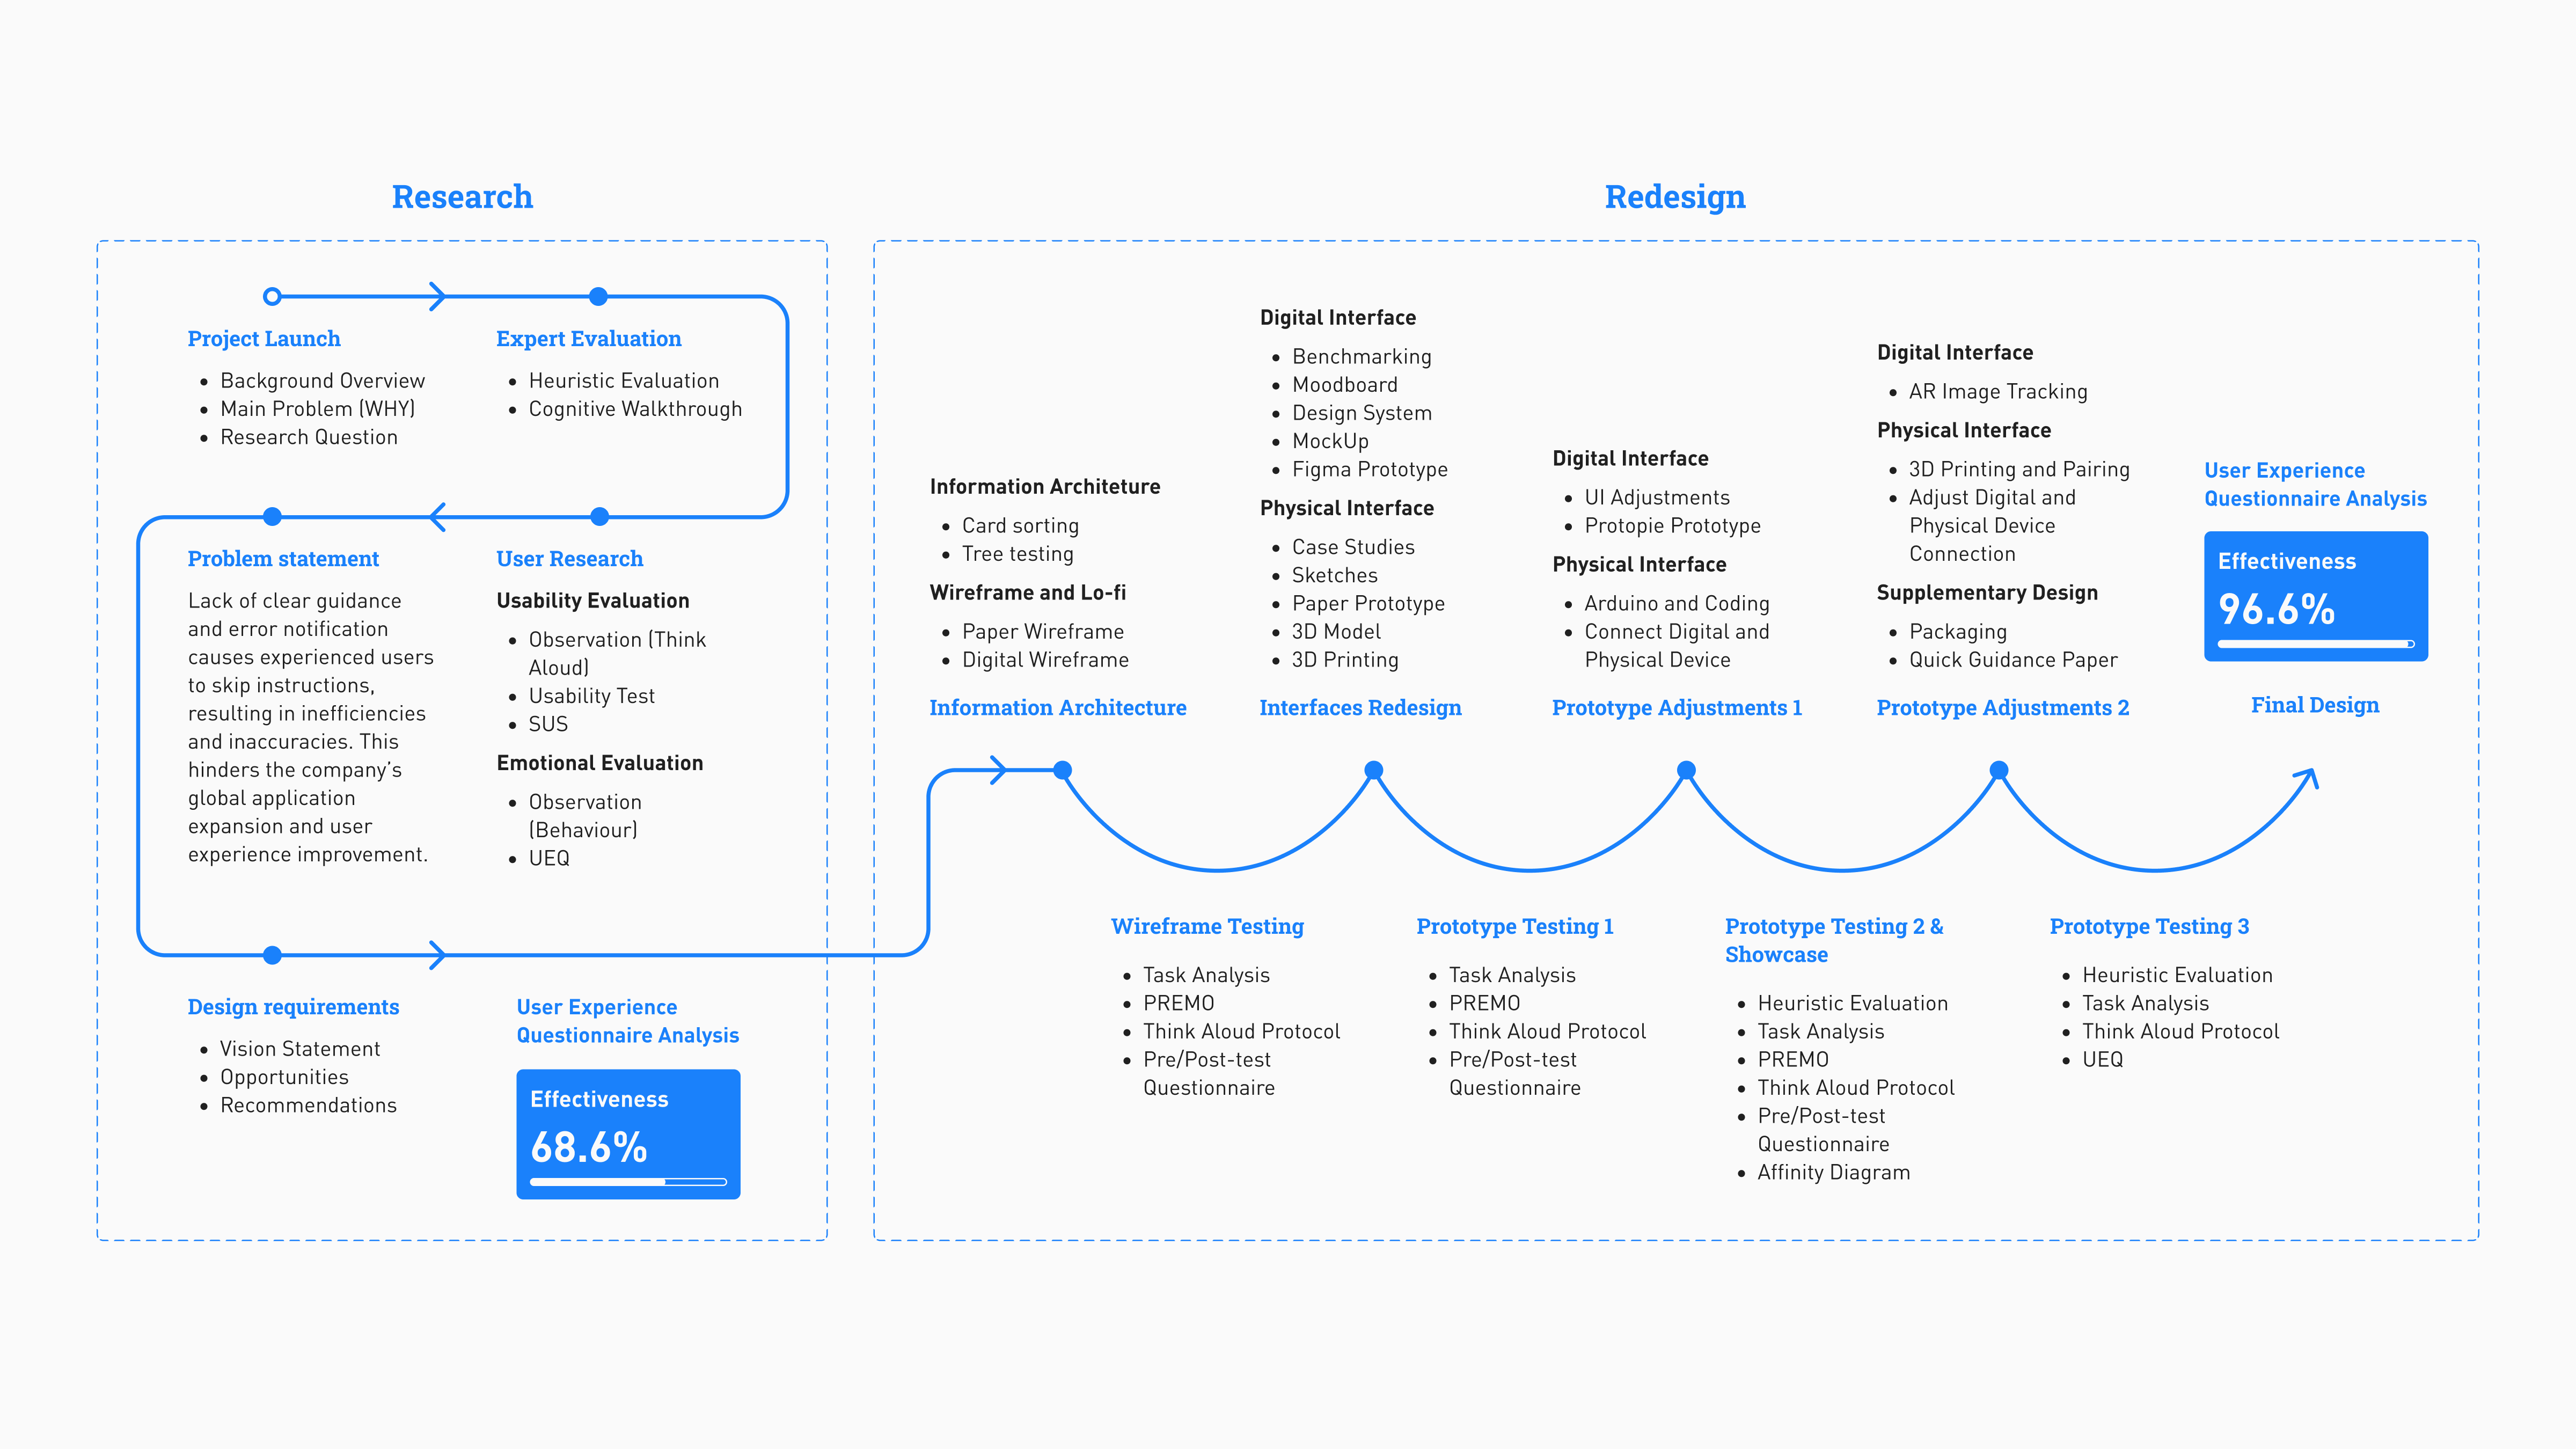 Research
Project Launch
• Background Overview
• Main Problem (WHY)
• Research Question
Expert Evaluation
• Heuristic Evaluation
• Cognitive Walkthrough
User Research
Usability Evaluation
• Observation (Think
Aloud)
• Usability Test
• SUS
Emotional Evaluation
• Observation
(Behaviour)
• UEQ
Problem statement
Lack of clear guidance
and error notification
causes experienced users
to skip instructions,
resulting in inefficiencies
and inaccuracies. This
hinders the company’s
global application
expansion and user
experience improvement.
Design requirements
• Vision Statement
• Opportunities
• Recommendations
User Experience
Questionnaire Analysis
Effectiveness
68.6%
Redesign
Information Architeture
• Card sorting
• Tree testing
Wireframe and Lo-fi
• Paper Wireframe
• Digital Wireframe
Information Architecture
Wireframe Testing
• Task Analysis
• PREMO
• Think Aloud Protocol
• Pre/Post-test
Questionnaire
Digital Interface
• Benchmarking
• Moodboard
• Design System
• MockUp
• Figma Prototype
Physical Interface
• Case Studies
• Sketches
• Paper Prototype
• 3D Model
• 3D Printing
Interfaces Redesign
Prototype Testing 1
• Task Analysis
• PREMO
• Think Aloud Protocol
• Pre/Post-test
Questionnaire
Digital Interface
• UI Adjustments
• Protopie Prototype
Physical Interface
• Arduino and Coding
• Connect Digital and
Physical Device
Prototype Adjustments 1
Prototype Testing 2 &
Showcase
• Heuristic Evaluation
• Task Analysis
• PREMO
• Think Aloud Protocol
• Pre/Post-test
Questionnaire
• Affinity Diagram
Digital Interface
• AR Image Tracking
Physical Interface
• 3D Printing and Pairing
• Adjust Digital and
Physical Device
Connection
Supplementary Design
• Packaging
• Quick Guidance Paper
Prototype Adjustments 2
Prototype Testing 3
• Heuristic Evaluation
• Task Analysis
• Think Aloud Protocol
• UEQ
User Experience
Questionnaire Analysis
Effectiveness
96.6%
Final Design